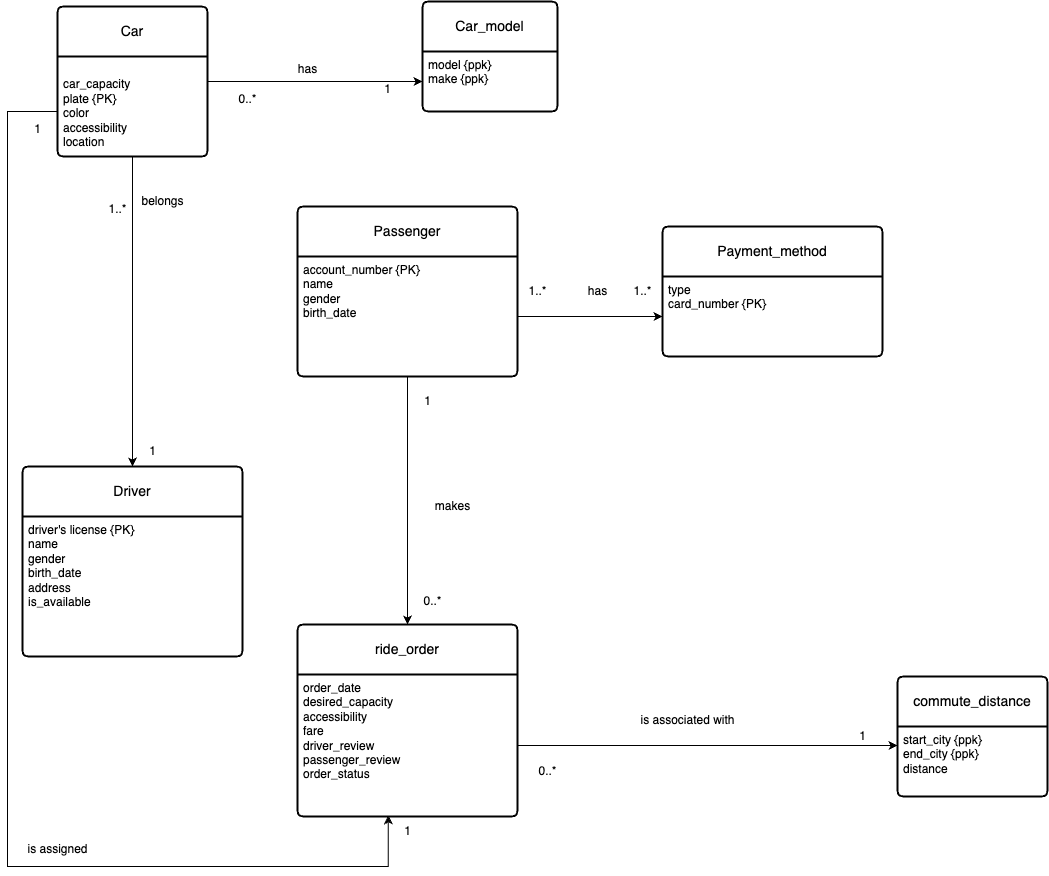 Car
car_capacity
plate {PK}
color
accessibility
location
has
0..*
1
Car_model
model {ppk}
make {ppk}
1
1..*
belongs
1
Passenger
account_number {PK}
name
gender
birth_date
1..*
has
1..*
Payment_method
type
card_number {PK}
1
makes
0..*
Driver
driver's license {PK}
name
gender
birth_date
address
is_available
ride_order
order_date
desired_capacity
accessibility
fare
driver_review
passenger_review
order_status
is associated with
0..*
1
commute_distance
start_city {ppk}
end_city {ppk}
distance
1
is assigned